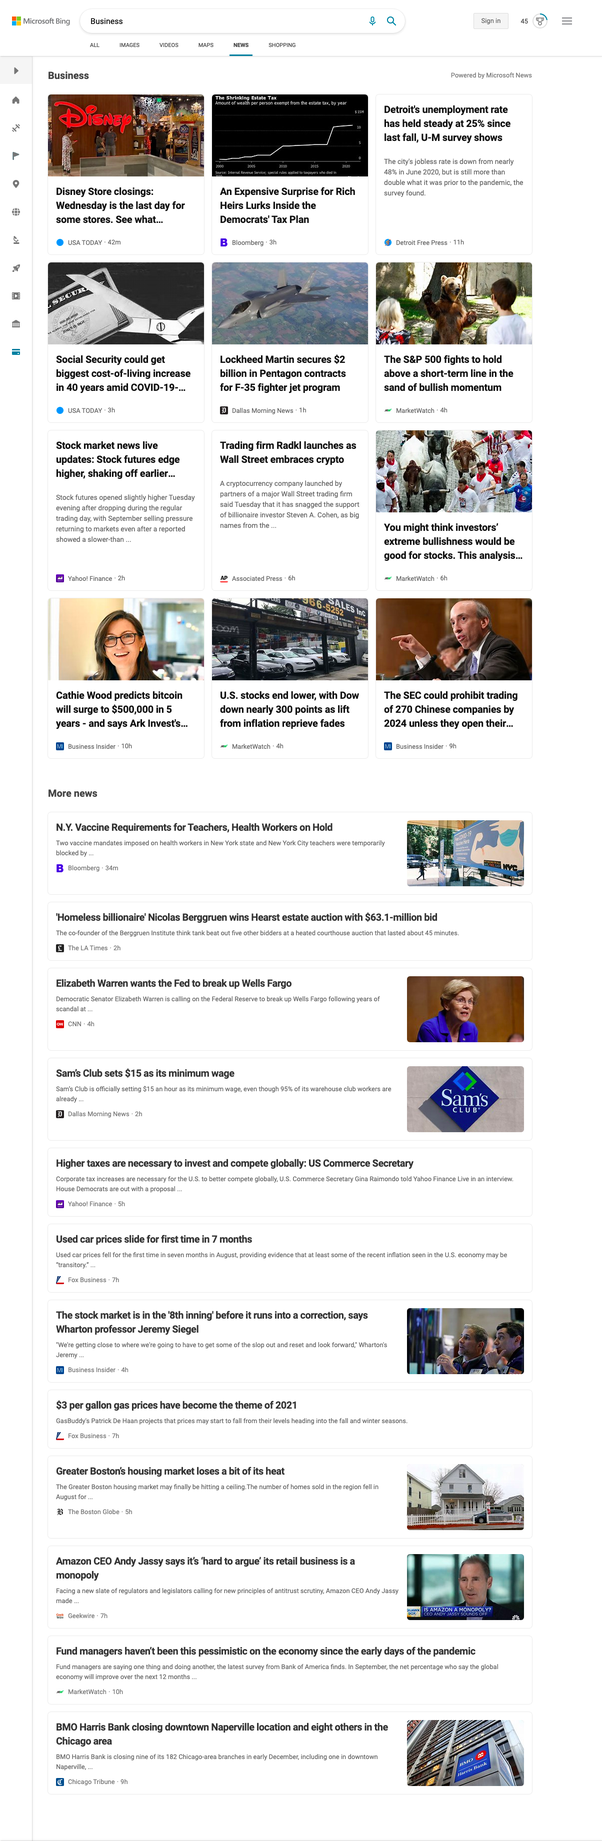 Microsoft Bing
Business
Sign in
45
ALL
IMAGES
VIDEOS
MAPS
NEWS
SHOPPING
Business
Powered by Microsoft News
DISNEY
Disney Store closings:
Wednesday is the last day for
some stores. See what...
USA TODAY · 42m
The Shrinking Estate Tax
Amount of wealth per person exempt from the estate tax, by year
An Expensive Surprise for Rich
Heirs Lurks Inside the
Democrats' Tax Plan
Bloomberg · 3h
Detroit's unemployment rate
has held steady at 25% since
last fall, U-M survey shows
The city's jobless rate is down from nearly
48% in June 2020, but is still more than
double what it was prior to the pandemic, the
survey found.
Detroit Free Press · 11h
Social Security could get
biggest cost-of-living increase
in 40 years amid COVID-19-...
USA TODAY · 3h
Lockheed Martin secures $2
billion in Pentagon contracts
for F-35 fighter jet program
Dallas Morning News · 1h
The S&P 500 fights to hold
above a short-term line in the
sand of bullish momentum
MarketWatch · 4h
Stock market news live
updates: Stock futures edge
higher, shaking off earlier...
Stock futures opened slightly higher Tuesday
evening after dropping during the regular
trading day, with September selling pressure
returning to markets even after a reported
showed a slower-than ...
Yahoo! Finance · 2h
Trading firm Radkl launches as
Wall Street embraces crypto
A cryptocurrency company launched by
partners of a major Wall Street trading firm
said Tuesday that it has snagged the support
of billionaire investor Steven A. Cohen, as big
names from the ...
AP
Associated Press · 6h
You might think investors'
extreme bullishness would be
good for stocks. This analysis...
MarketWatch · 6h
Cathie Wood predicts bitcoin
will surge to $500,000 in 5
years - and says Ark Invest's...
Business Insider · 10h
966-5252
SALES Inc
U.S. stocks end lower, with Dow
down nearly 300 points as lift
from inflation reprieve fades
MarketWatch · 4h
The SEC could prohibit trading
of 270 Chinese companies by
2024 unless they open their...
Business Insider · 9h
More news
N.Y. Vaccine Requirements for Teachers, Health Workers on Hold
Two vaccine mandates imposed on health workers in New York state and New York City teachers were temporarily
blocked by ...
Bloomberg · 34m
NYC
'Homeless billionaire' Nicolas Berggruen wins Hearst estate auction with $63.1-million bid
The co-founder of the Berggruen Institute think tank beat out five other bidders at a heated courthouse auction that lasted about 45 minutes.
The LA Times · 2h
Elizabeth Warren wants the Fed to break up Wells Fargo
Democratic Senator Elizabeth Warren is calling on the Federal Reserve to break up Wells Fargo following years of
scandal at ...
CNN · 4h
Sam's Club sets $15 as its minimum wage
Sam's Club is officially setting $15 an hour as its minimum wage, even though 95% of its warehouse club workers are
already ...
Dallas Morning News · 2h
Sam's
CLUB
Higher taxes are necessary to invest and compete globally: US Commerce Secretary
Corporate tax increases are necessary for the U.S. to better compete globally, U.S. Commerce Secretary Gina Raimondo told Yahoo Finance Live in an interview.
House Democrats are out with a proposal ...
Yahoo! Finance · 5h
Used car prices slide for first time in 7 months
Used car prices fell for the first time in seven months in August, providing evidence that at least some of the recent inflation seen in the U.S. economy may be
"transitory." ...
Fox Business · 7h
The stock market is in the '8th inning' before it runs into a correction, says
Wharton professor Jeremy Siegel
"We're getting close to where we're going to have to get some of the slop out and reset and look forward," Wharton's
Jeremy ...
Business Insider · 4h
$3 per gallon gas prices have become the theme of 2021
GasBuddy's Patrick De Haan projects that prices may start to fall from their levels heading into the fall and winter seasons.
Fox Business · 7h
Greater Boston's housing market loses a bit of its heat
The Greater Boston housing market may finally be hitting a ceiling.The number of homes sold in the region fell in
August for ...
The Boston Globe · 5h
Amazon CEO Andy Jassy says it's 'hard to argue' its retail business is a
monopoly
Facing a new slate of regulators and legislators calling for new principles of antitrust scrutiny, Amazon CEO Andy Jassy
made ...
Geekwire · 7h
IS AMAZON A MONOPOLY?
CEO ANDY JASSY SOUNDS OFF
Fund managers haven't been this pessimistic on the economy since the early days of the pandemic
Fund managers are saying one thing and doing another, the latest survey from Bank of America finds. In September, the net percentage who say the global
economy will improve over the next 12 months ...
MarketWatch · 10h
BMO Harris Bank closing downtown Naperville location and eight others in the
Chicago area
BMO Harris Bank is closing nine of its 182 Chicago-area branches in early December, including one in downtown
Naperville, ...
Chicago Tribune · 9h
BMO
Harris Bank